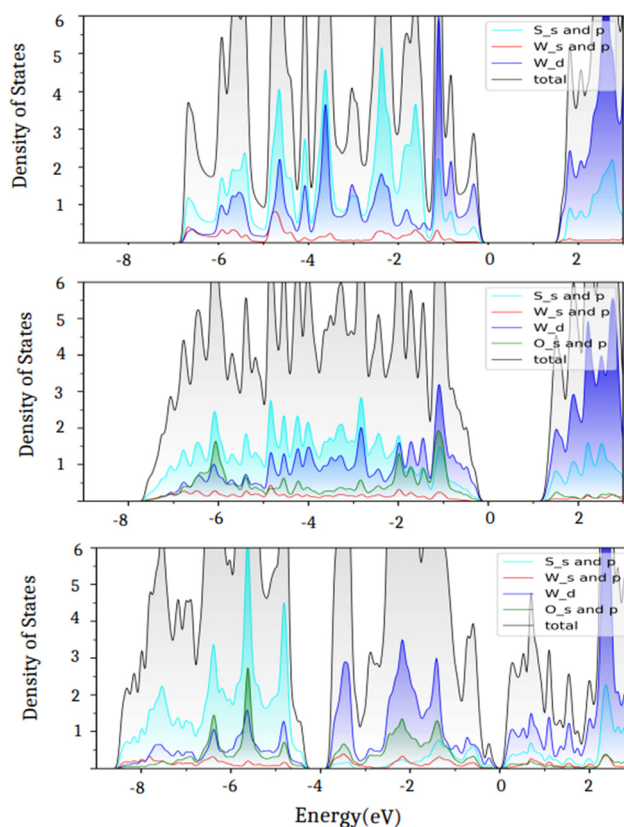 6
5
4
3
2
1
Density of States
S_s and p
W_s and p
W_d
total
-8 -6 -4 -2 0 2
6
5
4
3
2
1
Density of States
S_s and p
W_s and p
W_d
O_s and p
total
-8 -6 -4 -2 0 2
6
5
4
3
2
1
Density of States
S_s and p
W_s and p
W_d
O_s and p
total
-8 -6 -4 -2 0 2
Energy(eV)